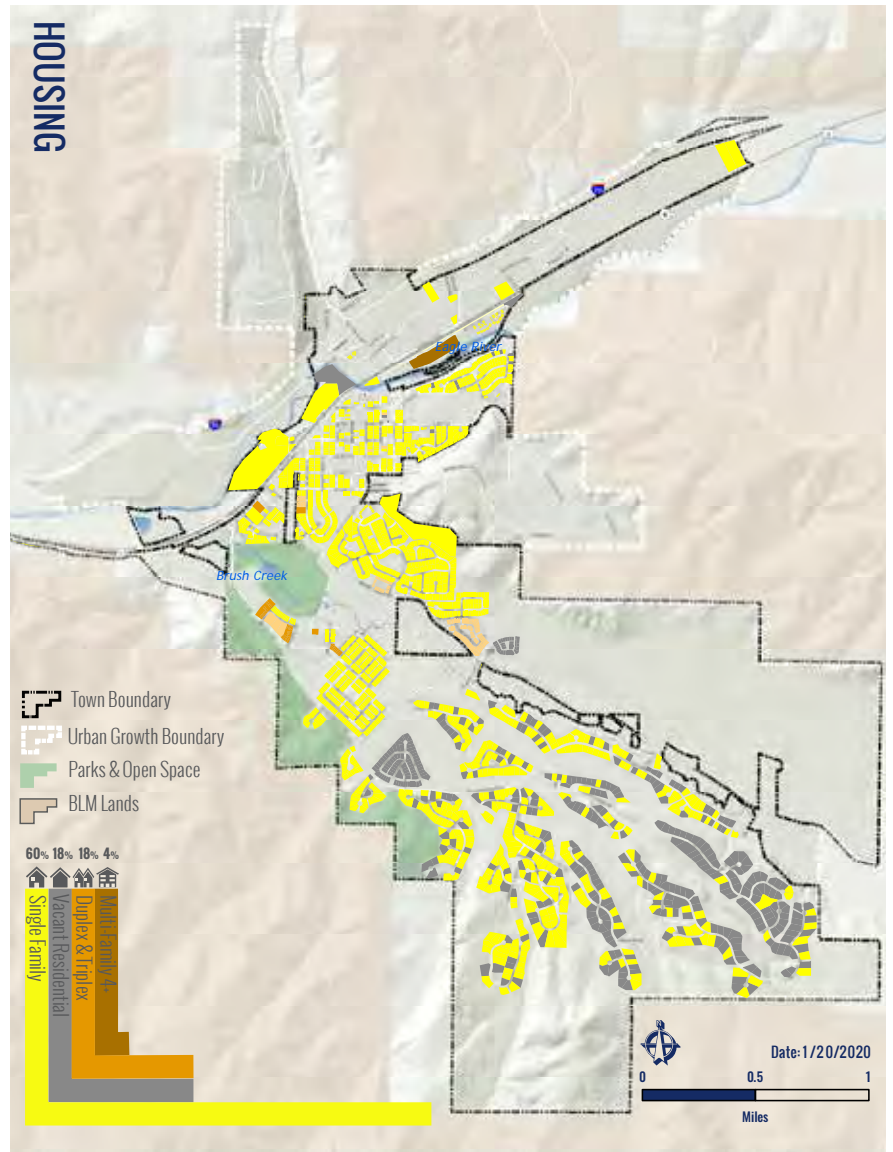 HOUSING
Eagle River
Brush Creek
Town Boundary
Urban Growth Boundary
Parks & Open Space
BLM Lands
60% 18% 18% 4%
Single Family
Vacant Residential
Duplex & Triplex
Multi-Family 4+
Date: 1/20/2020
0 0.5 1
Miles